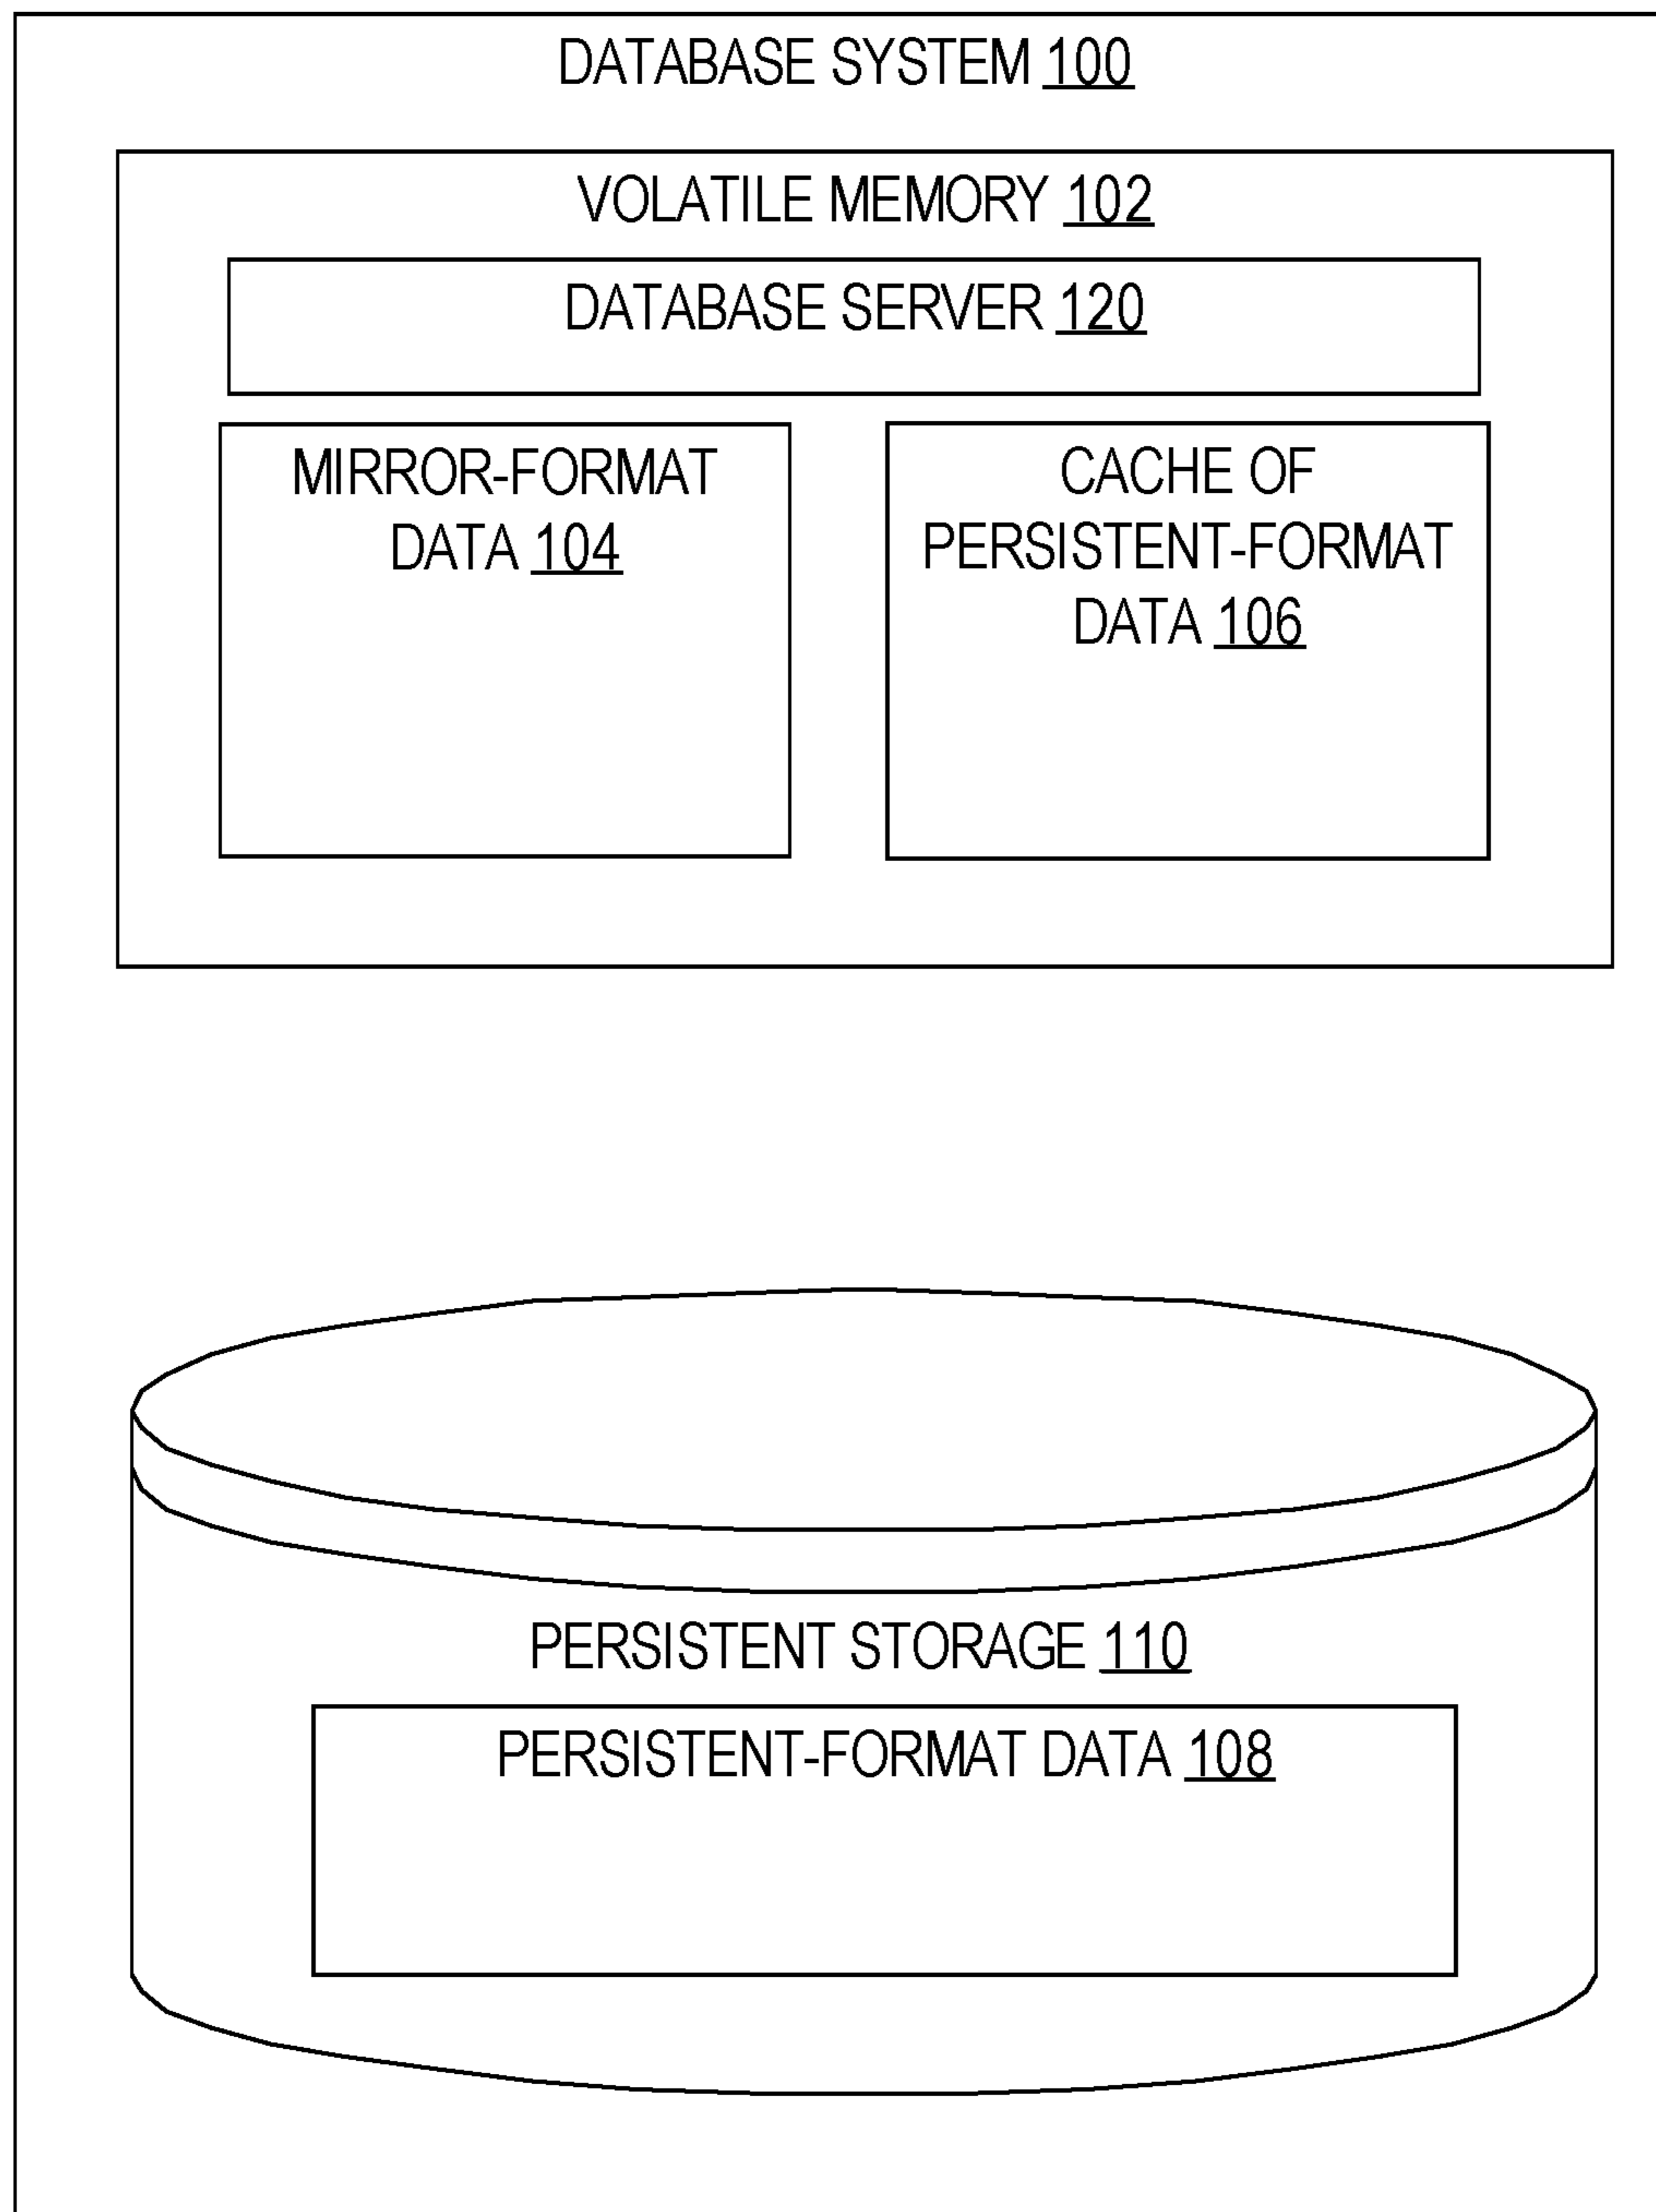 DATABASE SYSTEM 100
VOLATILE MEMORY 102
DATABASE SERVER 120
MIRROR-FORMAT
DATA 104
CACHE OF
PERSISTENT-FORMAT
DATA 106
PERSISTENT STORAGE 110
PERSISTENT-FORMAT DATA 108